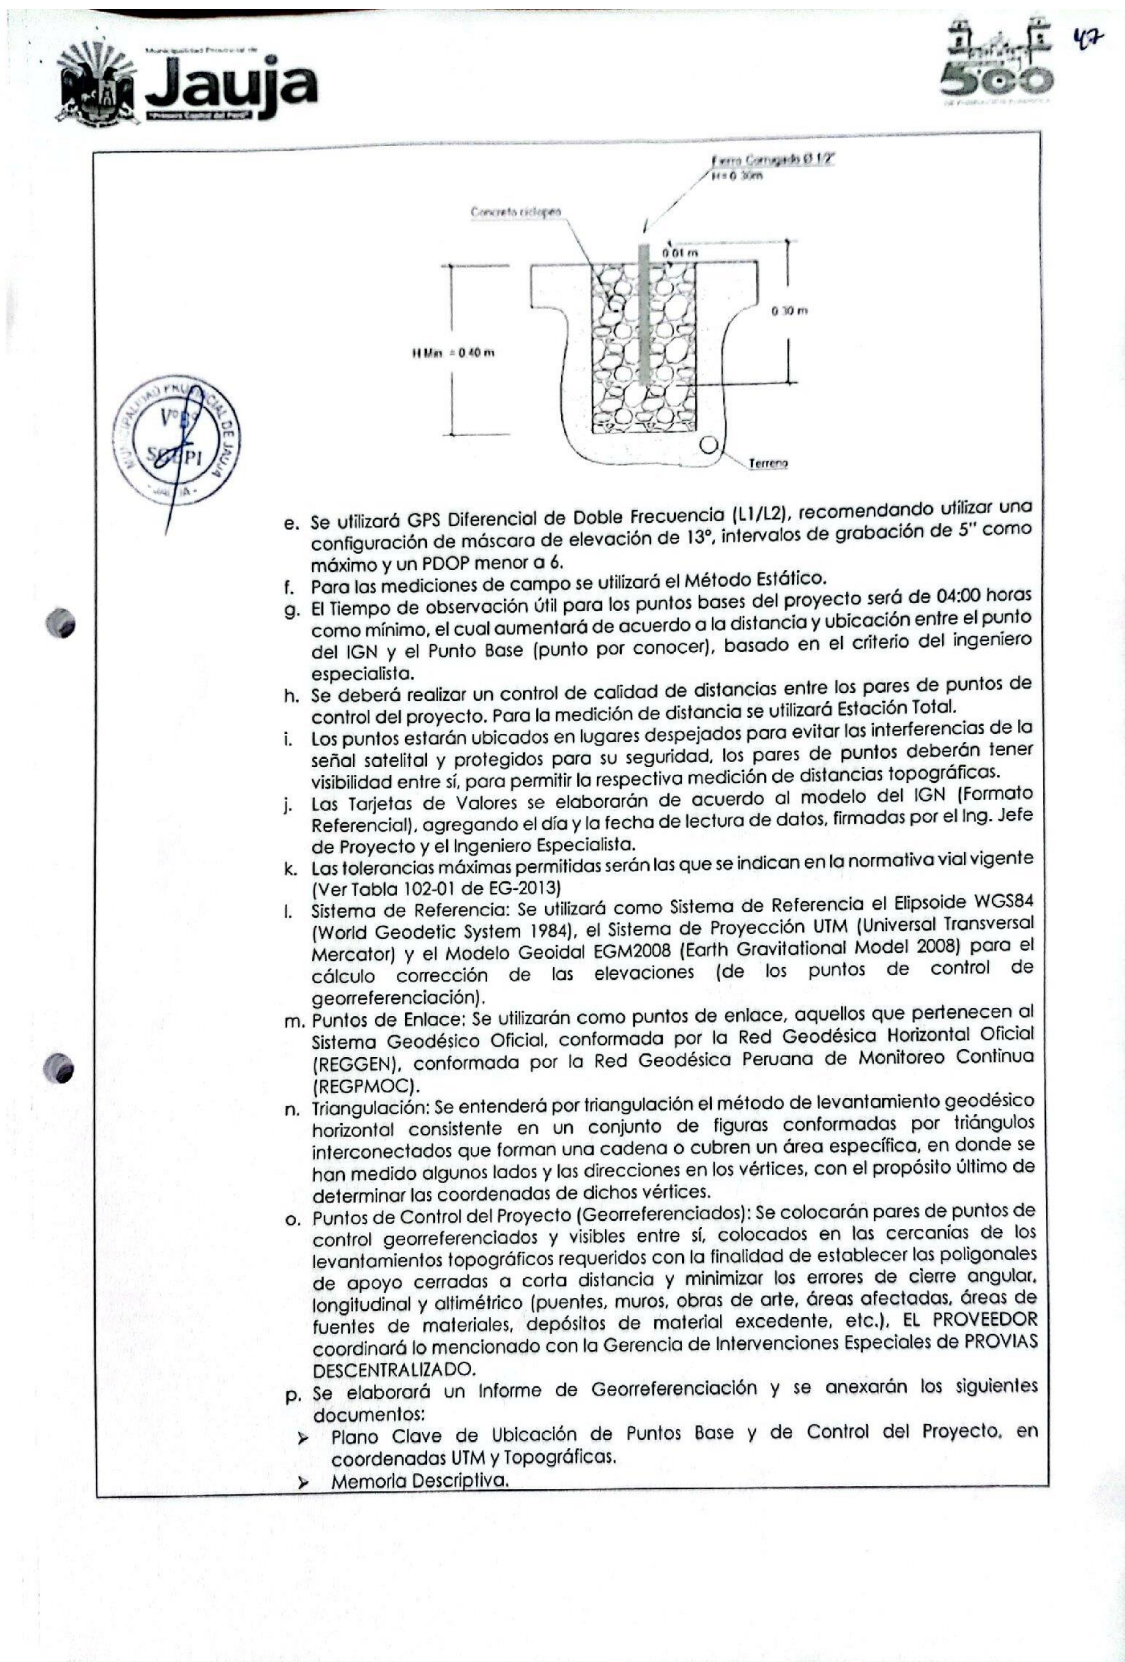 Municipalidad Provincial de
Jauja
"Primera Capital del Perú"
500
47
Fierro Corrugado Ø 1/2"
H=0.30m
Concreto ciclopeo
0.01 m
0.30 m
H Min. = 0.40 m
Terreno
MUNICIPALIDAD PROVINCIAL DE JAUJA
V°B°
- JAUJA -
e. Se utilizará GPS Diferencial de Doble Frecuencia (L1/L2), recomendando utilizar una
configuración de máscara de elevación de 13°, intervalos de grabación de 5" como
máximo y un PDOP menor a 6.
f. Para las mediciones de campo se utilizará el Método Estático.
g. El Tiempo de observación útil para los puntos bases del proyecto será de 04:00 horas
como mínimo, el cual aumentará de acuerdo a la distancia y ubicación entre el punto
del IGN y el Punto Base (punto por conocer), basado en el criterio del ingeniero
especialista.
h. Se deberá realizar un control de calidad de distancias entre los pares de puntos de
control del proyecto. Para la medición de distancia se utilizará Estación Total.
i. Los puntos estarán ubicados en lugares despejados para evitar las interferencias de la
señal satelital y protegidos para su seguridad, los pares de puntos deberán tener
visibilidad entre sí, para permitir la respectiva medición de distancias topográficas.
j. Las Tarjetas de Valores se elaborarán de acuerdo al modelo del IGN (Formato
Referencial), agregando el día y la fecha de lectura de datos, firmadas por el Ing. Jefe
de Proyecto y el Ingeniero Especialista.
k. Las tolerancias máximas permitidas serán las que se indican en la normativa vial vigente
(Ver Tabla 102-01 de EG-2013)
l. Sistema de Referencia: Se utilizará como Sistema de Referencia el Elipsoide WGS84
(World Geodetic System 1984), el Sistema de Proyección UTM (Universal Transversal
Mercator) y el Modelo Geoidal EGM2008 (Earth Gravitational Model 2008) para el
cálculo corrección de las elevaciones (de los puntos de control de
georreferenciación).
m. Puntos de Enlace: Se utilizarán como puntos de enlace, aquellos que pertenecen al
Sistema Geodésico Oficial, conformada por la Red Geodésica Horizontal Oficial
(REGGEN), conformada por la Red Geodésica Peruana de Monitoreo Continua
(REGPMOC).
n. Triangulación: Se entenderá por triangulación el método de levantamiento geodésico
horizontal consistente en un conjunto de figuras conformadas por triángulos
interconectados que forman una cadena o cubren un área específica, en donde se
han medido algunos lados y las direcciones en los vértices, con el propósito último de
determinar las coordenadas de dichos vértices.
o. Puntos de Control del Proyecto (Georreferenciados): Se colocarán pares de puntos de
control georreferenciados y visibles entre sí, colocados en las cercanías de los
levantamientos topográficos requeridos con la finalidad de establecer las poligonales
de apoyo cerradas a corta distancia y minimizar los errores de cierre angular,
longitudinal y altimétrico (puentes, muros, obras de arte, áreas afectadas, áreas de
fuentes de materiales, depósitos de material excedente, etc.), EL PROVEEDOR
coordinará lo mencionado con la Gerencia de Intervenciones Especiales de PROVIAS
DESCENTRALIZADO.
p. Se elaborará un Informe de Georreferenciación y se anexarán los siguientes
documentos:
➢ Plano Clave de Ubicación de Puntos Base y de Control del Proyecto, en
coordenadas UTM y Topográficas.
➢ Memoria Descriptiva.